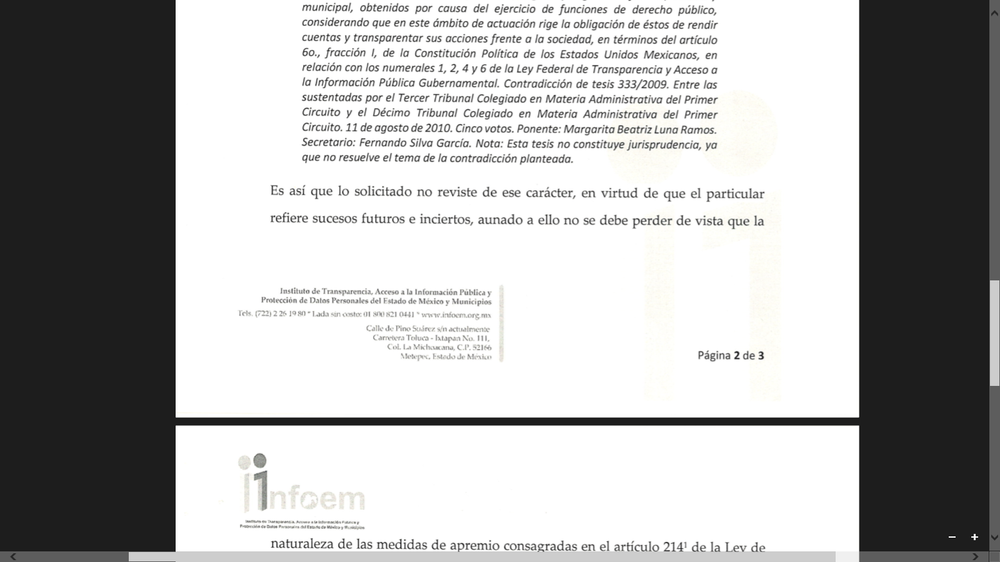 municipal, obtenidos por causa del ejercicio de funciones de derecho público,
considerando que en este ámbito de actuación rige la obligación de éstos de rendir
cuentas y transparentar sus acciones frente a la sociedad, en términos del artículo
6o., fracción I, de la Constitución Política de los Estados Unidos Mexicanos, en
relación con los numerales 1, 2, 4 y 6 de la Ley Federal de Transparencia y Acceso a
la Información Pública Gubernamental. Contradicción de tesis 333/2009. Entre las
sustentadas por el Tercer Tribunal Colegiado en Materia Administrativa del Primer
Circuito y el Décimo Tribunal Colegiado en Materia Administrativa del Primer
Circuito. 11 de agosto de 2010. Cinco votos. Ponente: Margarita Beatriz Luna Ramos.
Secretario: Fernando Silva García. Nota: Esta tesis no constituye jurisprudencia, ya
que no resuelve el tema de la contradicción planteada.
Es así que lo solicitado no reviste de ese carácter, en virtud de que el particular
refiere sucesos futuros e inciertos, aunado a ello no se debe perder de vista que la
Instituto de Transparencia, Acceso a la Información Pública y
Protección de Datos Personales del Estado de México y Municipios
Tels. (722) 2 26 19 80 * Lada sin costo: 01 800 821 0441 * www.infoem.org.mx
Calle de Pino Suárez s/n actualmente
Carretera Toluca - Ixtapan No. 111,
Col. La Michoacana, C.P. 52166
Metepec, Estado de México
Página 2 de 3
infoem
Instituto de Transparencia, Acceso a la Información Pública y
Protección de Datos Personales del Estado de México y Municipios
naturaleza de las medidas de apremio consagradas en el artículo 214¹ de la Ley de